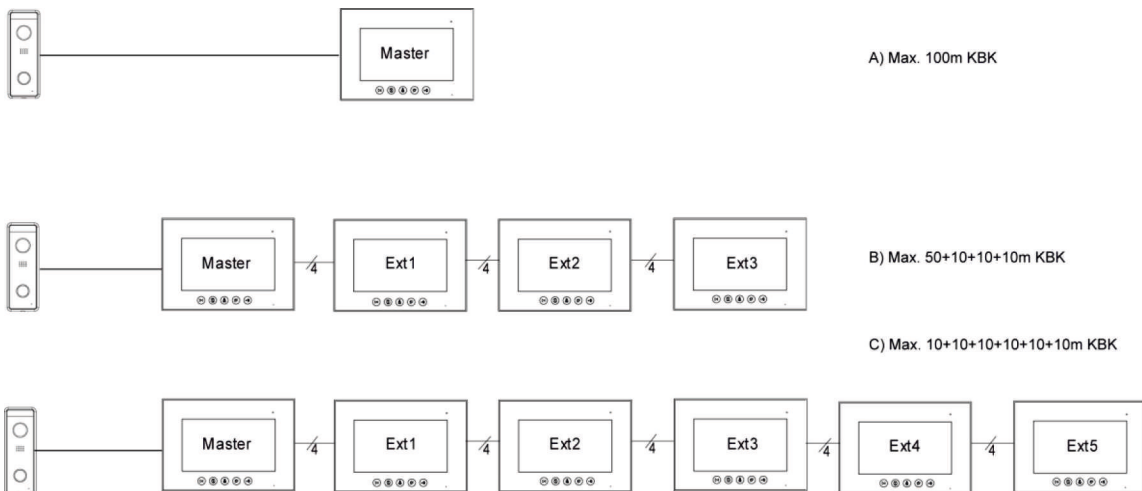 Master
A) Max. 100m KBK
Master 4 Ext1 4 Ext2 4 Ext3
B) Max. 50+10+10+10m KBK
C) Max. 10+10+10+10+10+10m KBK
Master 4 Ext1 4 Ext2 4 Ext3 4 Ext4 4 Ext5